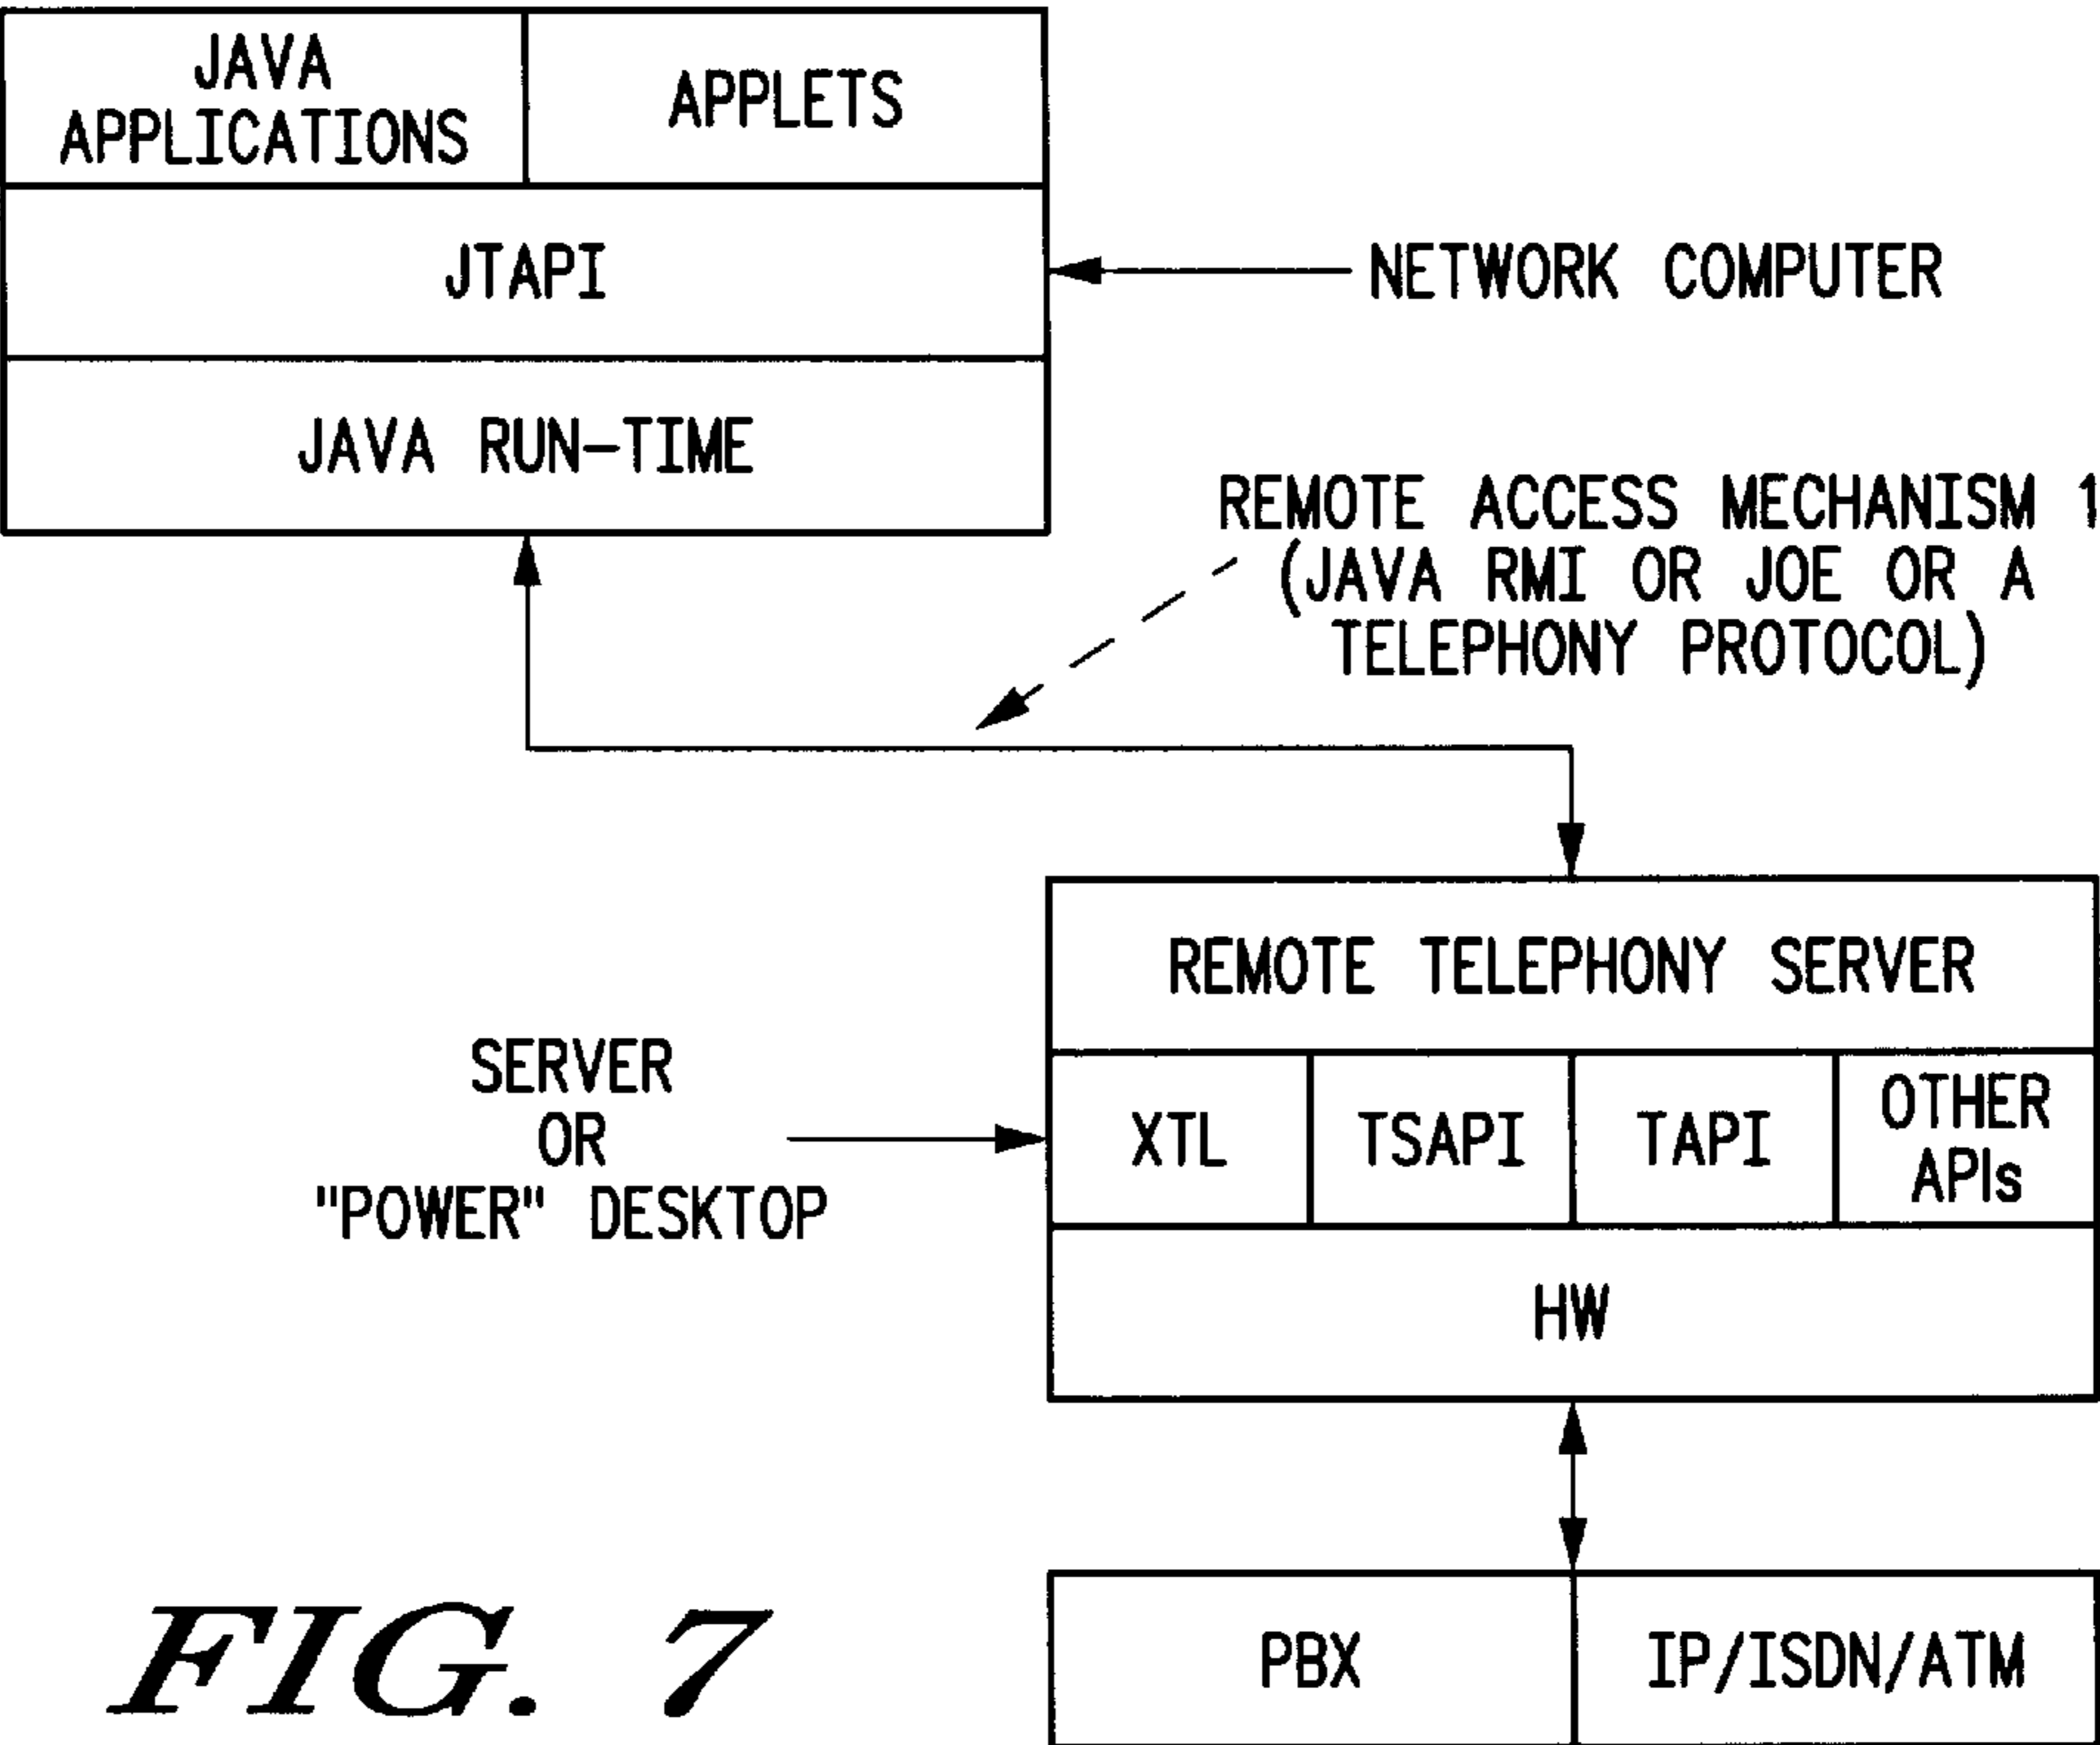 JAVA
APPLICATIONS
APPLETS
JTAPI
NETWORK COMPUTER
JAVA RUN-TIME
REMOTE ACCESS MECHANISM 1
(JAVA RMI OR JOE OR A
TELEPHONY PROTOCOL)
REMOTE TELEPHONY SERVER
SERVER
OR
"POWER" DESKTOP
XTL
TSAPI
TAPI
OTHER
APIs
HW
PBX
IP/ISDN/ATM
FIG. 7